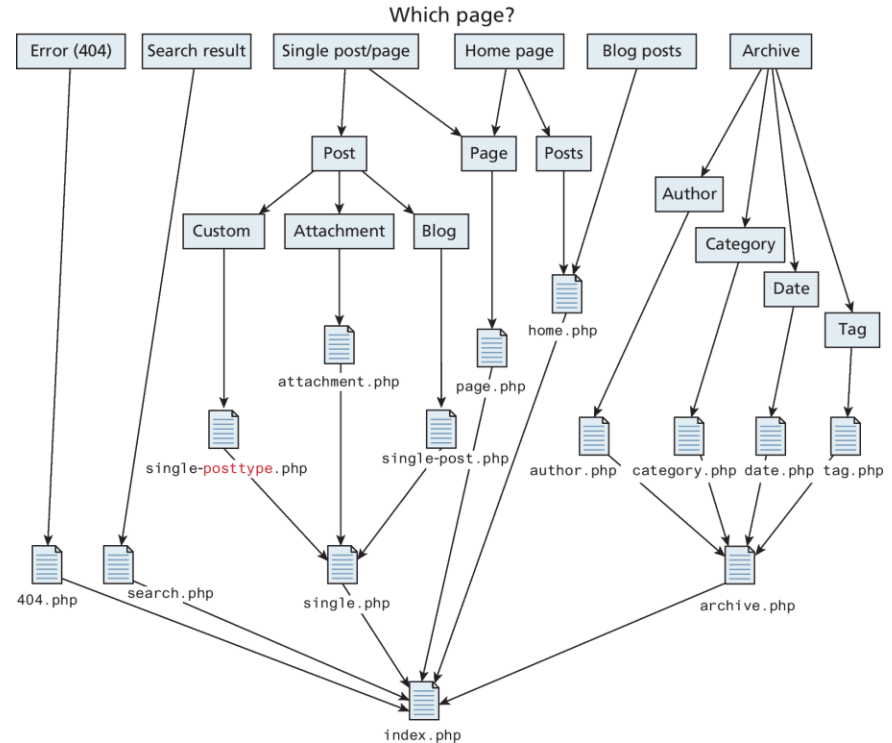 Which page?
Error (404)
Search result
Single post/page
Home page
Blog posts
Archive
Post
Page
Posts
Author
Custom
Attachment
Blog
Category
Date
Tag
home.php
attachment.php
page.php
single-posttype.php
single-post.php
author.php
category.php
date.php
tag.php
404.php
search.php
single.php
archive.php
index.php